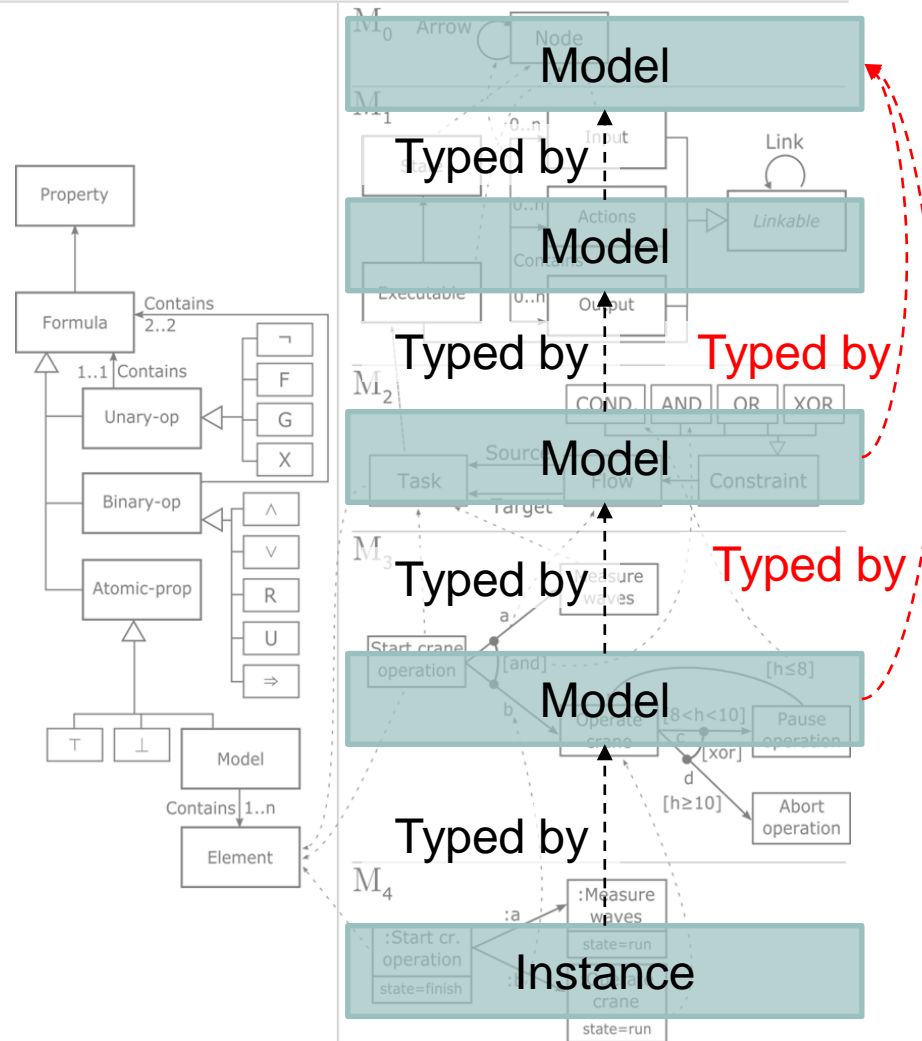 Property
Formula
Contains
2..2
1..1
Contains
Unary-op
¬
F
G
X
Binary-op
∧
∨
R
U
⇒
Atomic-prop
⊤
⊥
Model
Contains
1..n
Element
M0
Arrow
Node
Model
M1
0..n
Input
Typed by
State
Link
0..n
Actions
Linkable
Model
Contains
Executable
0..n
Output
Typed by
Typed by
M2
COND.
AND
OR
XOR
Source
Model
Task
Flow
Constraint
Target
M3
Typed by
Measure
waves
Typed by
a
Start crane
operation
[and]
[h≤8]
Model
b
Operate
crane
[8<h<10]
c
[xor]
Pause
operation
d
[h≥10]
Abort
operation
Typed by
M4
:Measure
waves
state=run
:a
:Start cr.
operation
state=finish
Instance
crane
state=run